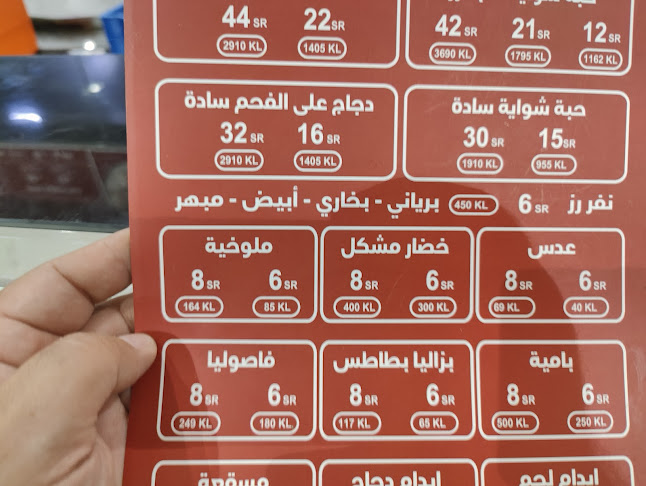 12 SR 21 SR 42 SR
1162 KL 1795 KL 3690 KL
22 SR 44 SR
1405 KL 2910 KL
حبة شواية سادة
15 SR 30 SR
955 KL 1910 KL
دجاج على الفحم سادة
16 SR 32 SR
1405 KL 2910 KL
نفر رز 6 SR 450 KL برياني - بخاري - أبيض - مبهر
عدس
6 SR 8 SR
40 KL 69 KL
خضار مشكل
6 SR 8 SR
300 KL 400 KL
ملوخية
6 SR 8 SR
85 KL 164 KL
بامية
6 SR 8 SR
250 KL 500 KL
بزاليا بطاطس
6 SR 8 SR
65 KL 117 KL
فاصوليا
6 SR 8 SR
180 KL 249 KL
ايدام لحم
ايدام دجاج
مسقعة